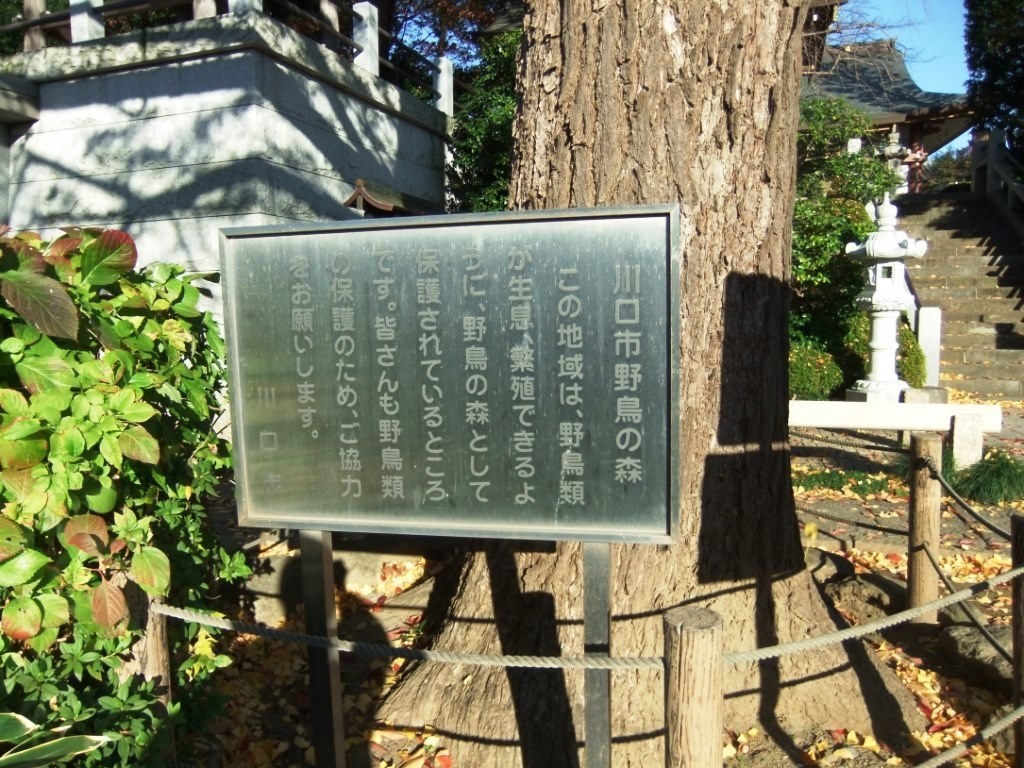 川口市野鳥の森
この地域は、野鳥類
が生息、繁殖できるよ
うに、野鳥の森として
保護されているところ
です。皆さんも野鳥類
の保護のため、ご協力
をお願いします。
川口市